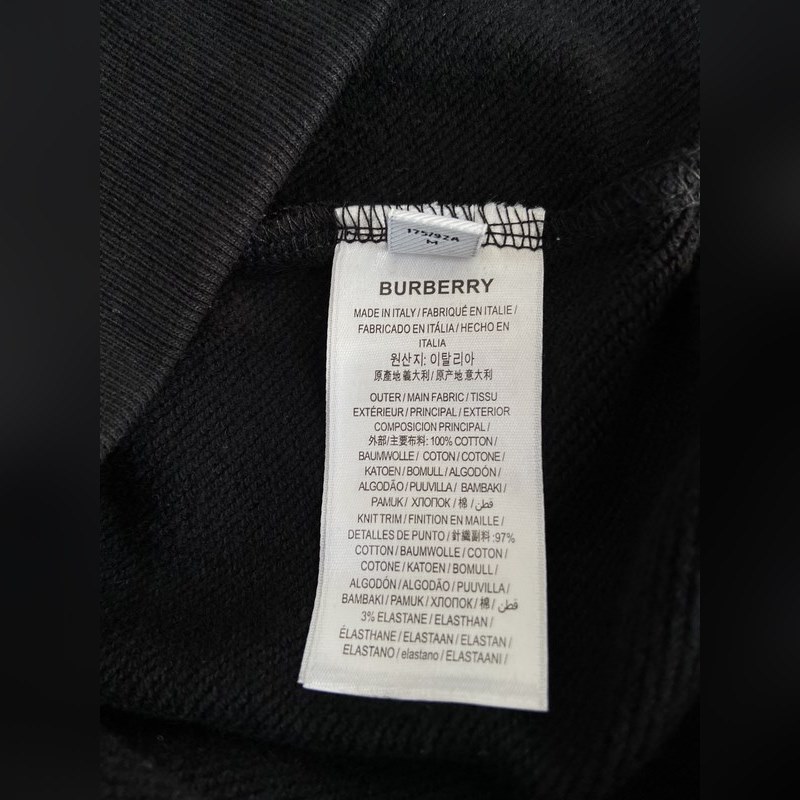 175/92A
M
BURBERRY
MADE IN ITALY / FABRIQUÉ EN ITALIE /
FABRICADO EN ITÁLIA / HECHO EN
ITALIA
원산지: 이탈리아
原產地 義大利 / 原产地 意大利
OUTER / MAIN FABRIC / TISSU
EXTÉRIEUR / PRINCIPAL / EXTERIOR
COMPOSICION PRINCIPAL /
外部/主要布料: 100% COTTON /
BAUMWOLLE / COTON / COTONE /
KATOEN / BOMULL / ALGODÓN /
ALGODÃO / PUUVILLA / BAMBAKI /
PAMUK / ХЛОПОК / 棉 / قطن
KNIT TRIM / FINITION EN MAILLE /
DETALLES DE PUNTO / 針織副料 :97%
COTTON / BAUMWOLLE / COTON /
COTONE / KATOEN / BOMULL /
ALGODÓN / ALGODÃO / PUUVILLA /
BAMBAKI / PAMUK / ХЛОПОК / 棉 / قطن
3% ELASTANE / ELASTHAN /
ÉLASTHANE / ELASTAAN / ELASTAN /
ELASTANO / elastano / ELASTAANI /